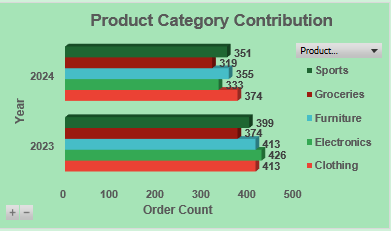 Product Category Contribution
Product...
2024
351
319
355
333
374
2023
399
374
413
426
413
Year
0 100 200 300 400 500
Order Count
Sports
Groceries
Furniture
Electronics
Clothing
+ −